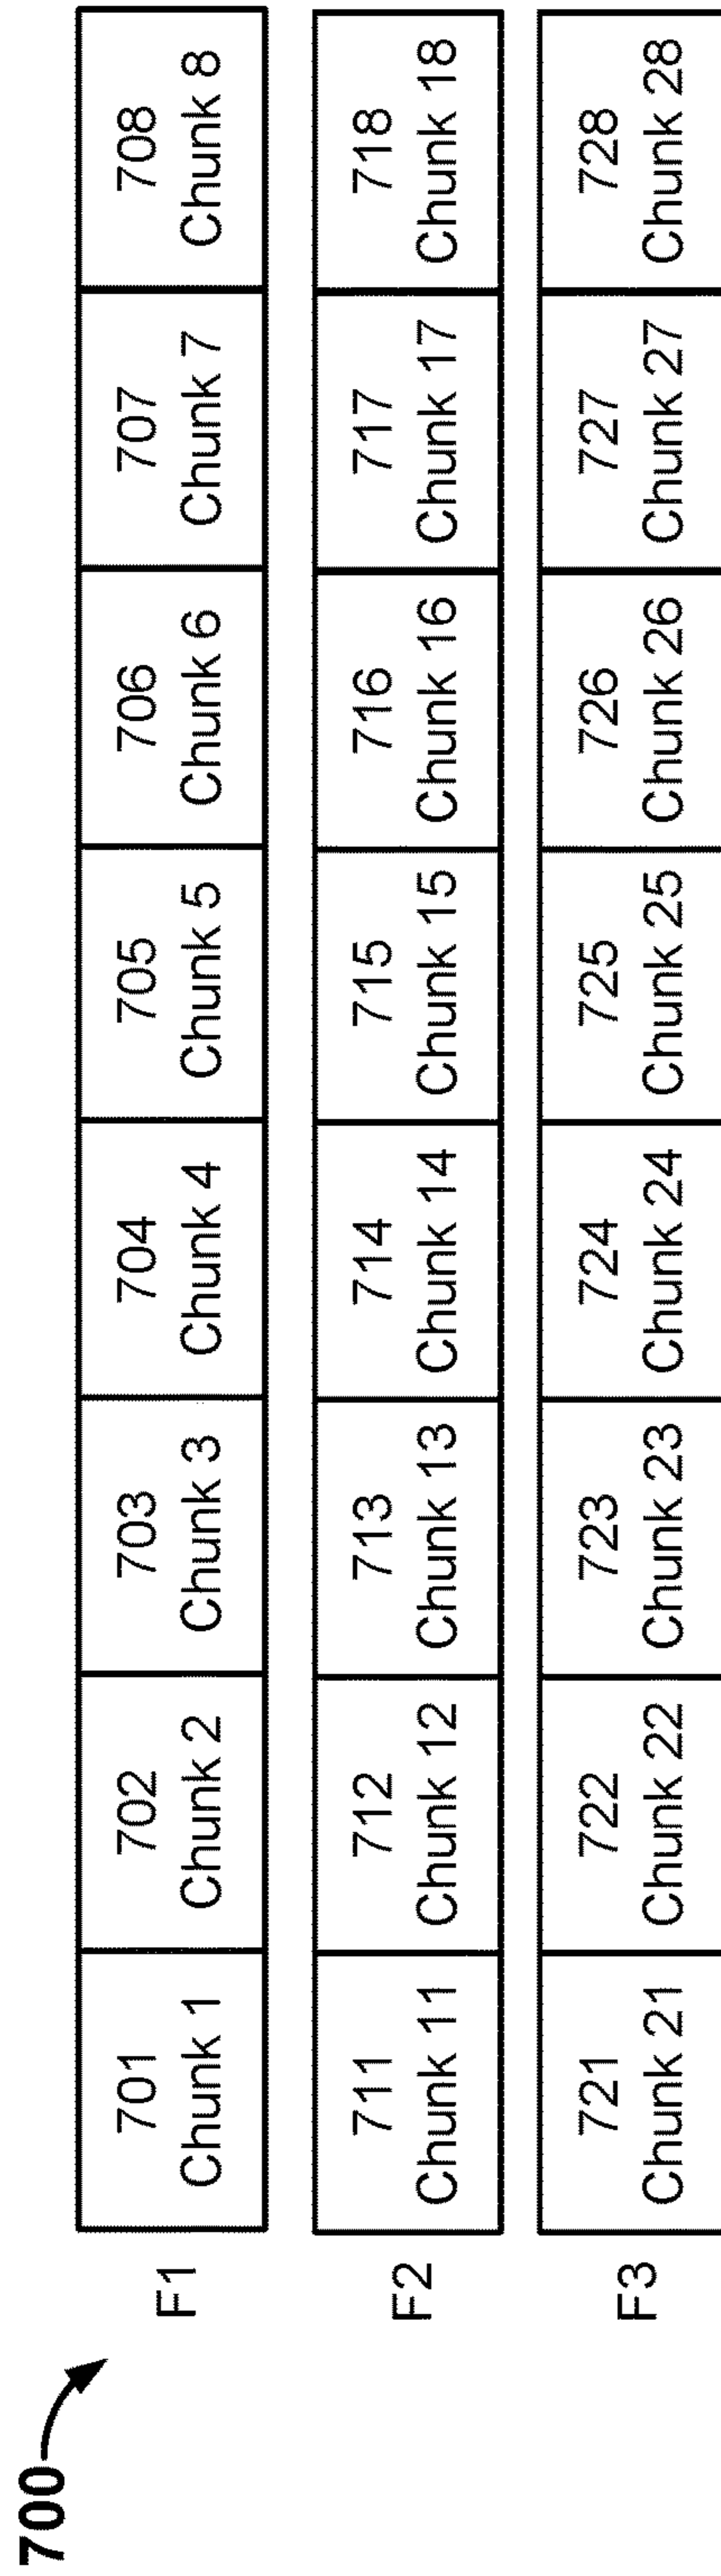 700
F1
701
Chunk 1
702
Chunk 2
703
Chunk 3
704
Chunk 4
705
Chunk 5
706
Chunk 6
707
Chunk 7
708
Chunk 8
F2
711
Chunk 11
712
Chunk 12
713
Chunk 13
714
Chunk 14
715
Chunk 15
716
Chunk 16
717
Chunk 17
718
Chunk 18
F3
721
Chunk 21
722
Chunk 22
723
Chunk 23
724
Chunk 24
725
Chunk 25
726
Chunk 26
727
Chunk 27
728
Chunk 28